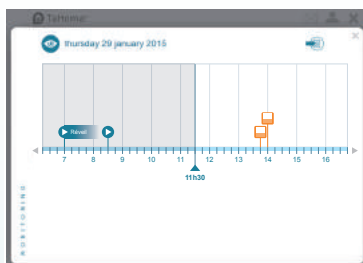 TaHoma
thursday 29 january 2015
Réveil
7 8 9 10 11 12 13 14 15 16
11h30
MONITORING